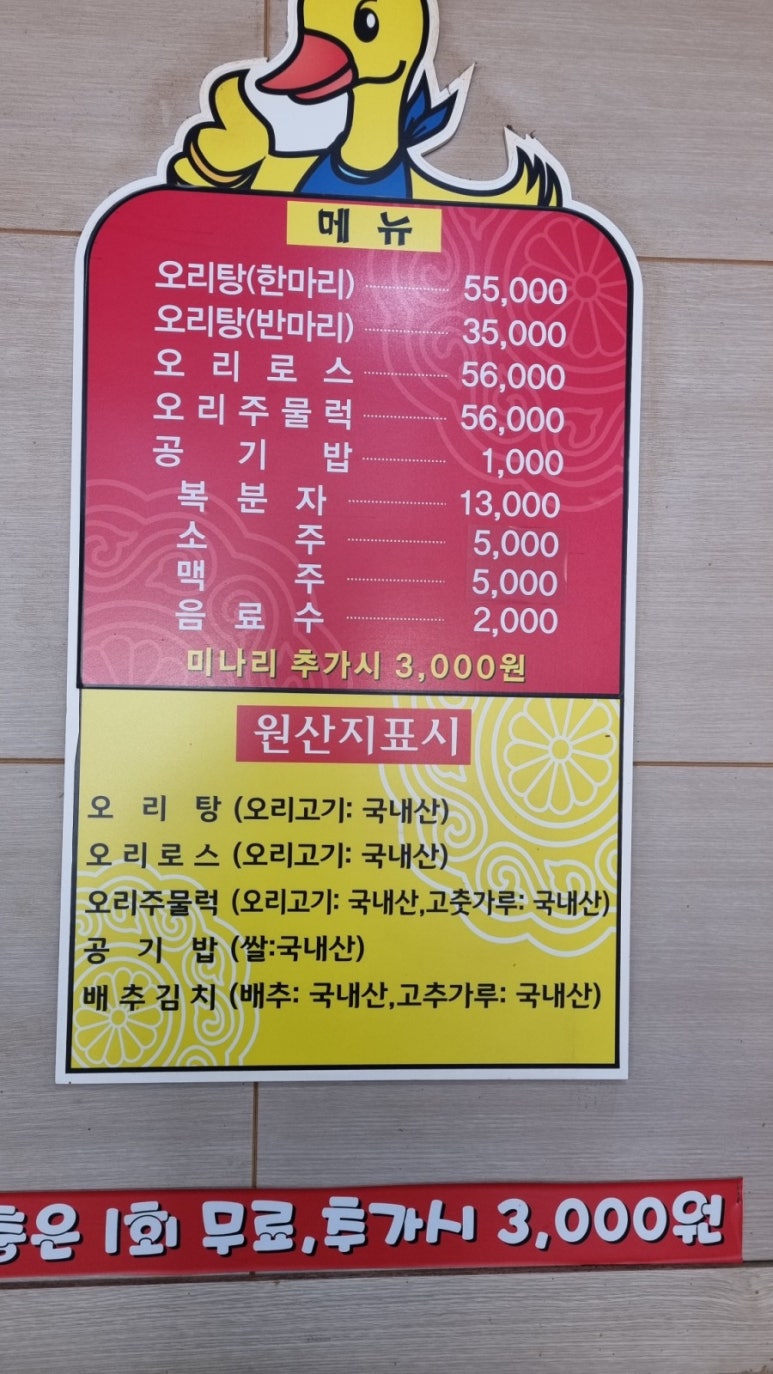 메 뉴
오리탕(한마리) 55,000
오리탕(반마리) 35,000
오 리 로 스 56,000
오 리 주 물 럭 56,000
공 기 밥 1,000
복 분 자 13,000
소 주 5,000
맥 주 5,000
음 료 수 2,000
미나리 추가시 3,000원
원산지표시
오 리 탕 (오리고기: 국내산)
오 리 로 스 (오리고기: 국내산)
오리주물럭 (오리고기: 국내산,고춧가루: 국내산)
공 기 밥 (쌀:국내산)
배 추 김 치 (배추: 국내산,고추가루: 국내산)
은 1회 무료,추가시 3,000원